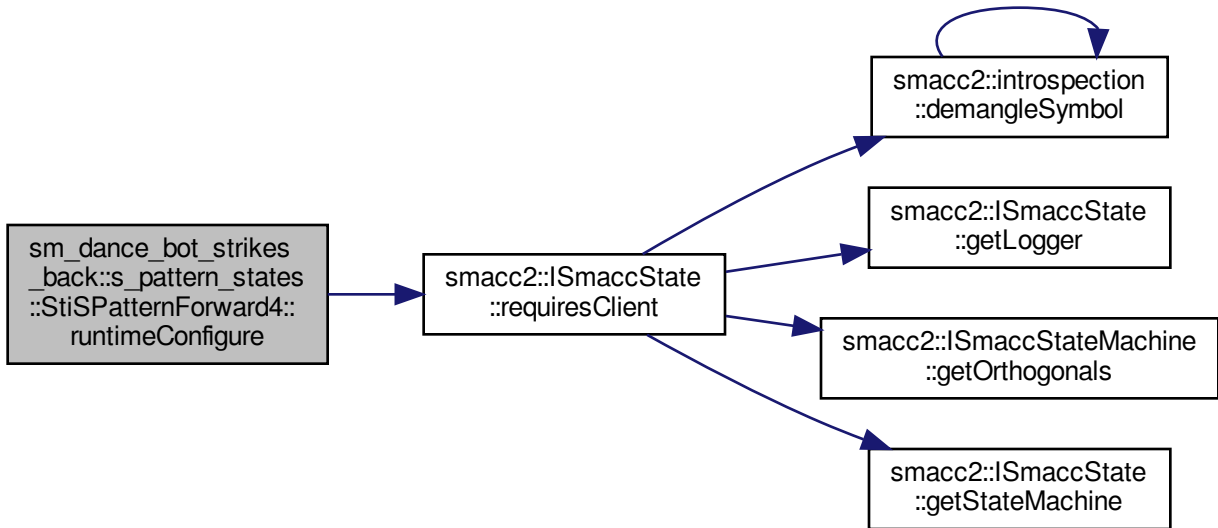 sm_dance_bot_strikes
_back::s_pattern_states
::StiSPatternForward4::
runtimeConfigure
smacc2::ISmaccState
::requiresClient
smacc2::introspection
::demangleSymbol
smacc2::ISmaccState
::getLogger
smacc2::ISmaccStateMachine
::getOrthogonals
smacc2::ISmaccState
::getStateMachine